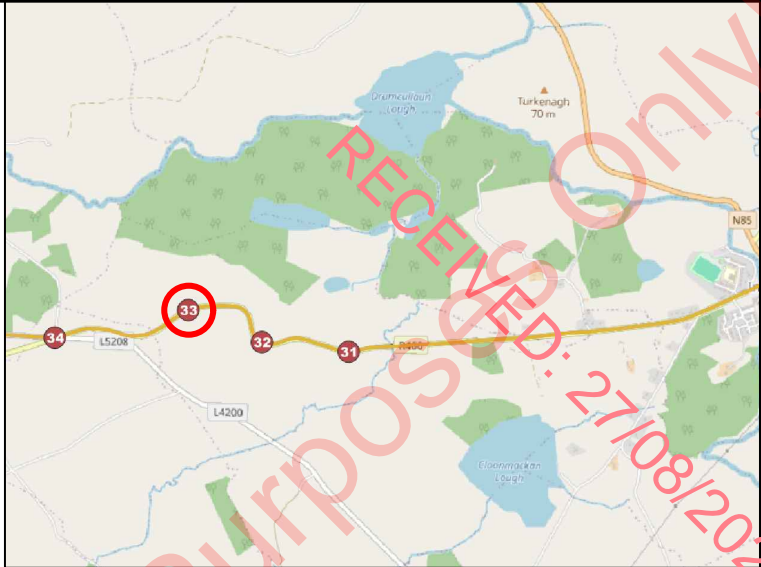 Drumcullaun
Lough
Turkenagh
70 m
N85
33
34
L5208
32
31
L4200
Cloonmackan
Lough
RECEIVED: 27/08/202
Purposes Only